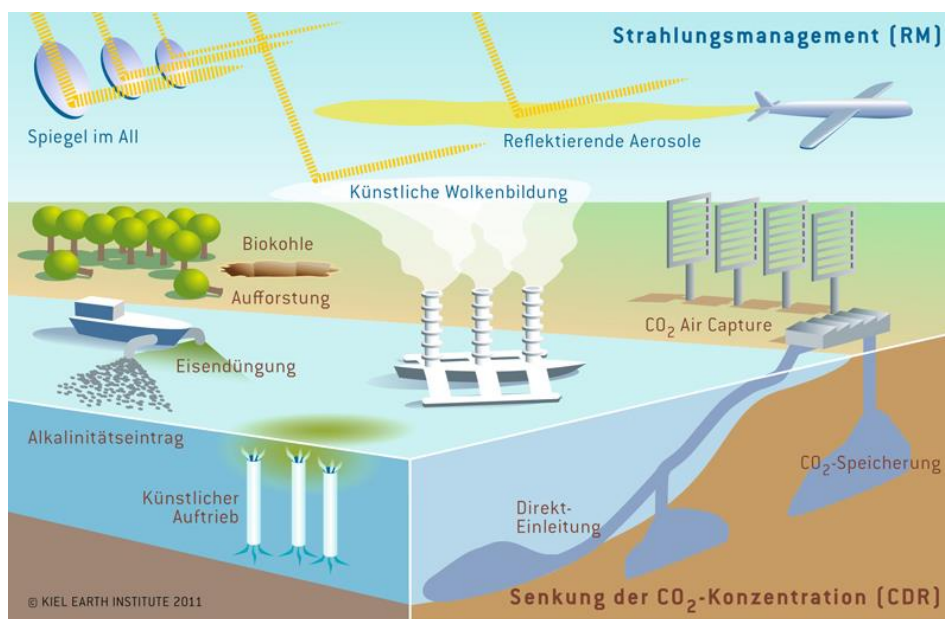 Strahlungsmanagement (RM)
Spiegel im All
Reflektierende Aerosole
Künstliche Wolkenbildung
Biokohle
Aufforstung
CO₂ Air Capture
Eisendüngung
Alkalinitätseintrag
CO₂-Speicherung
Künstlicher
Auftrieb
Direkt-
Einleitung
© KIEL EARTH INSTITUTE 2011
Senkung der CO₂-Konzentration (CDR)